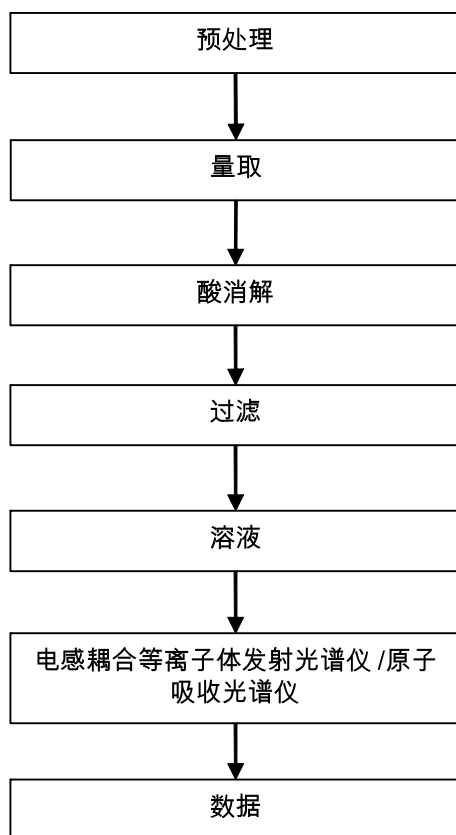 预处理
量取
酸消解
过滤
溶液
电感耦合等离子体发射光谱仪 /原子
吸收光谱仪
数据